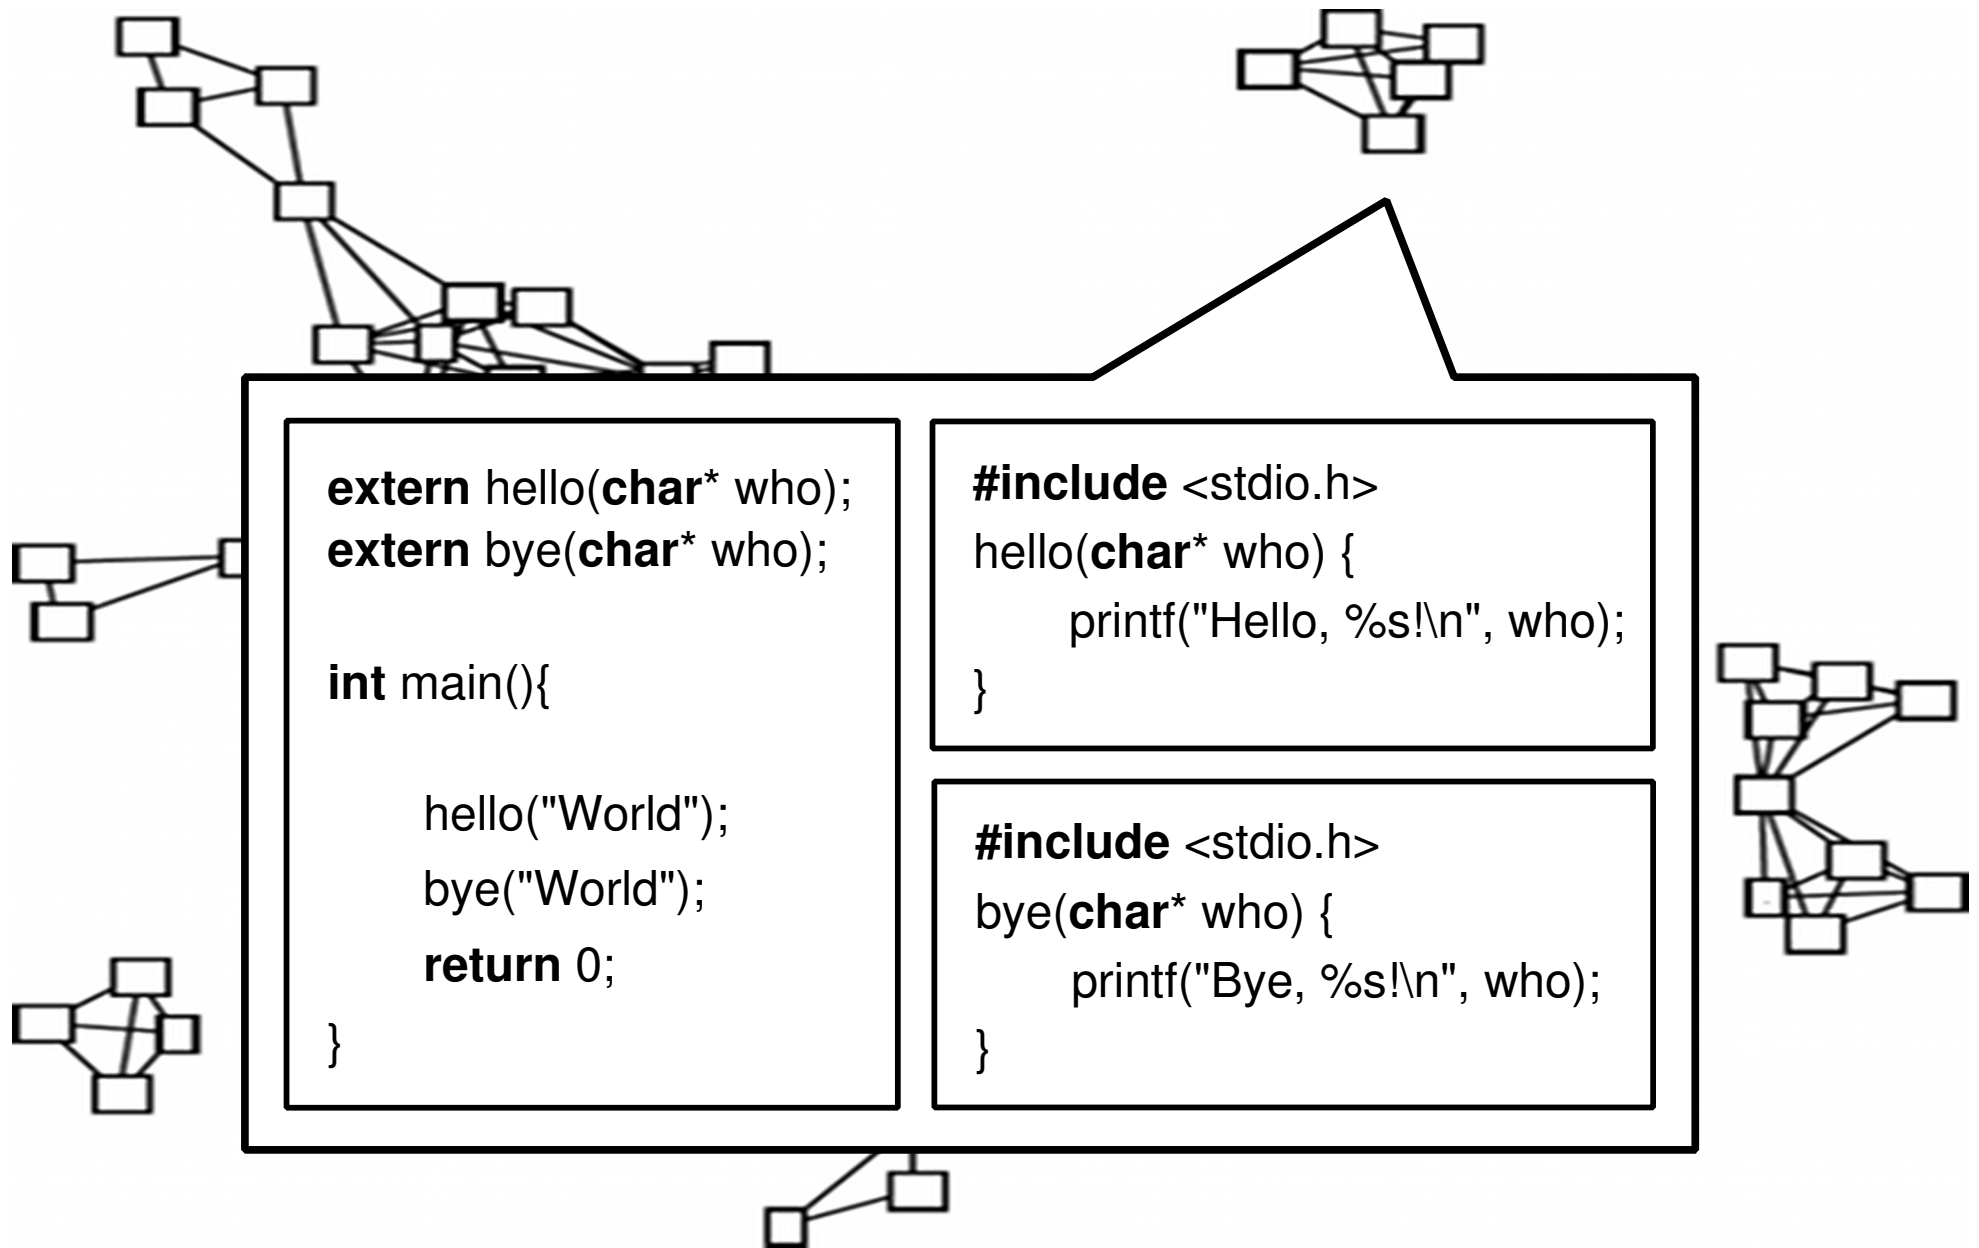 extern hello(char* who);
extern bye(char* who);
int main(){
hello("World");
bye("World");
return 0;
}
#include <stdio.h>
hello(char* who) {
printf("Hello, %s!\n", who);
}
#include <stdio.h>
bye(char* who) {
printf("Bye, %s!\n", who);
}